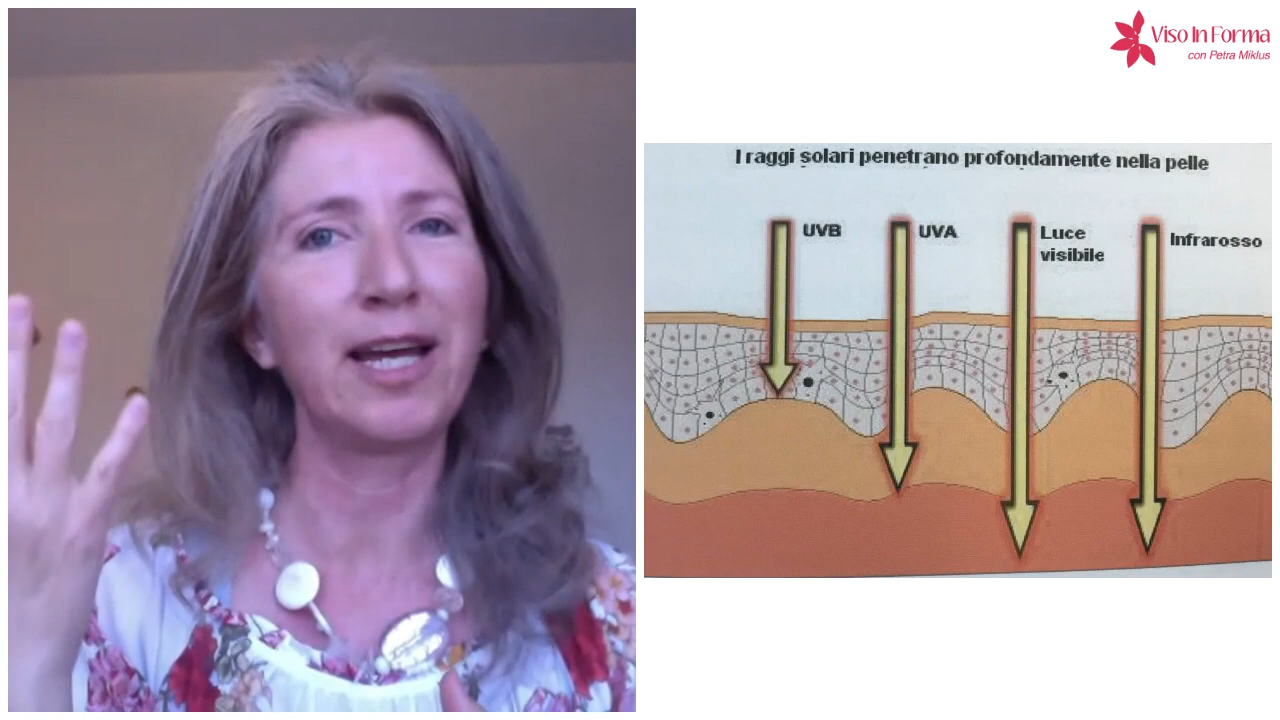 Viso In Forma
con Petra Miklus
I raggi solari penetrano profondamente nella pelle
UVB
UVA
Luce
visibile
Infrarosso